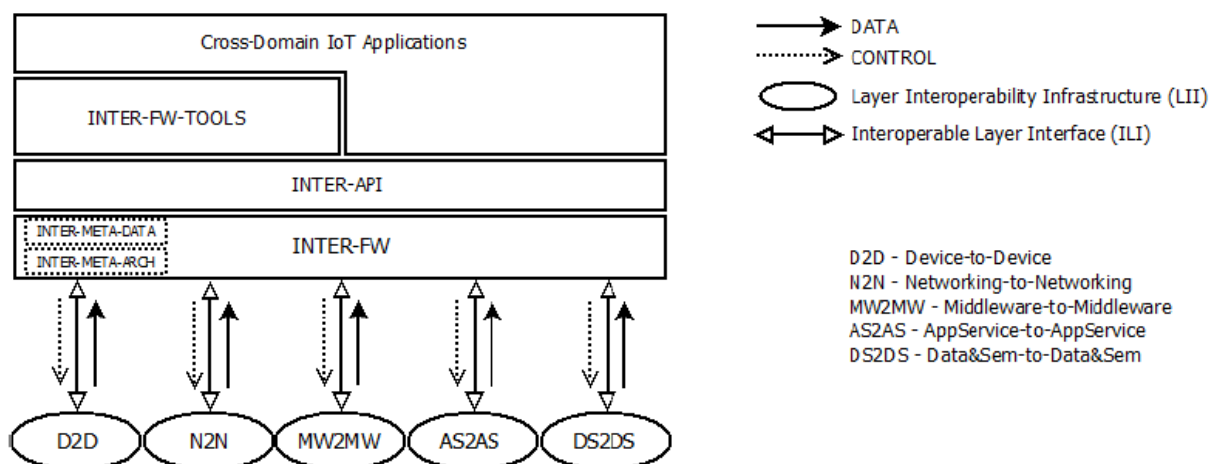 Cross-Domain IoT Applications
INTER-FW-TOOLS
INTER-API
INTER-META-DATA
INTER-META-ARCH
INTER-FW
D2D
N2N
MW2MW
AS2AS
DS2DS
DATA
CONTROL
Layer Interoperability Infrastructure (LII)
Interoperable Layer Interface (ILI)
D2D - Device-to-Device
N2N - Networking-to-Networking
MW2MW - Middleware-to-Middleware
AS2AS - AppService-to-AppService
DS2DS - Data&Sem-to-Data&Sem